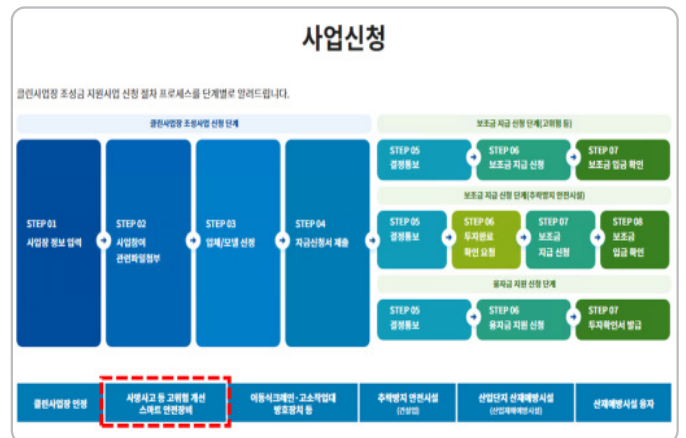 사업신청
클린사업장 조성금 지원사업 신청 절차 프로세스를 단계별로 알려드립니다.
클린사업장 조성사업 신청 단계
STEP 01
사업장 정보 입력
STEP 02
사업장에
관련파일첨부
STEP 03
업체/모델 선정
STEP 04
자금신청서 제출
보조금 지급 신청 단계(고위험 등)
STEP 05
결정통보
STEP 06
보조금 지급 신청
STEP 07
보조금 입금 확인
보조금 지급 신청 단계(추락방지 안전시설)
STEP 05
결정통보
STEP 06
투자완료
확인 요청
STEP 07
보조금
지급 신청
STEP 08
보조금
입금 확인
융자금 지원 신청 단계
STEP 05
결정통보
STEP 06
융자금 지원 신청
STEP 07
투자확인서 발급
클린사업장 인정
사망사고 등 고위험 개선
스마트 안전장비
이동식크레인·고소작업대
방호장치 등
추락방지 안전시설
(건설업)
산업단지 산재예방시설
(산업재해예방시설)
산재예방시설 융자